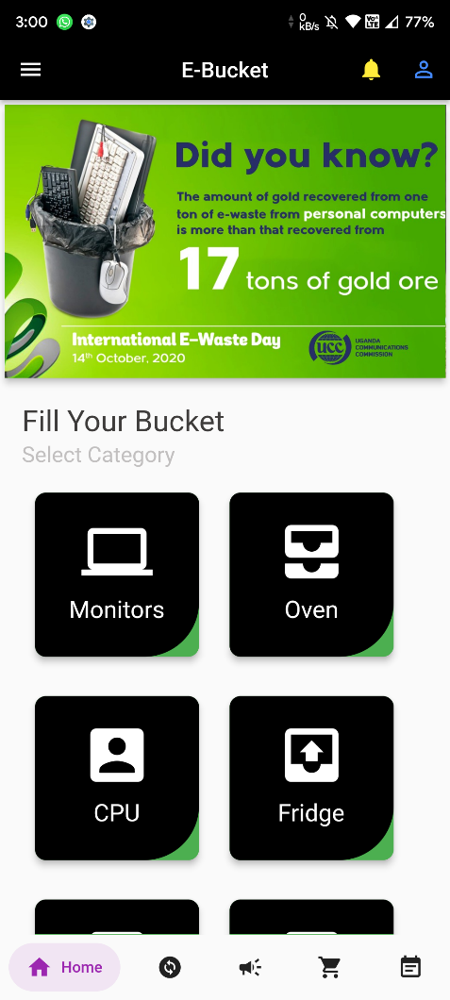 3:00
0
kB/s
Vo
LTE
77%
E-Bucket
Did you know?
The amount of gold recovered from one
ton of e-waste from personal computers
is more than that recovered from
17 tons of gold ore
International E-Waste Day
14th October, 2020
UCC
UGANDA
COMMUNICATIONS
COMMISSION
Fill Your Bucket
Select Category
Monitors
Oven
CPU
Fridge
Home